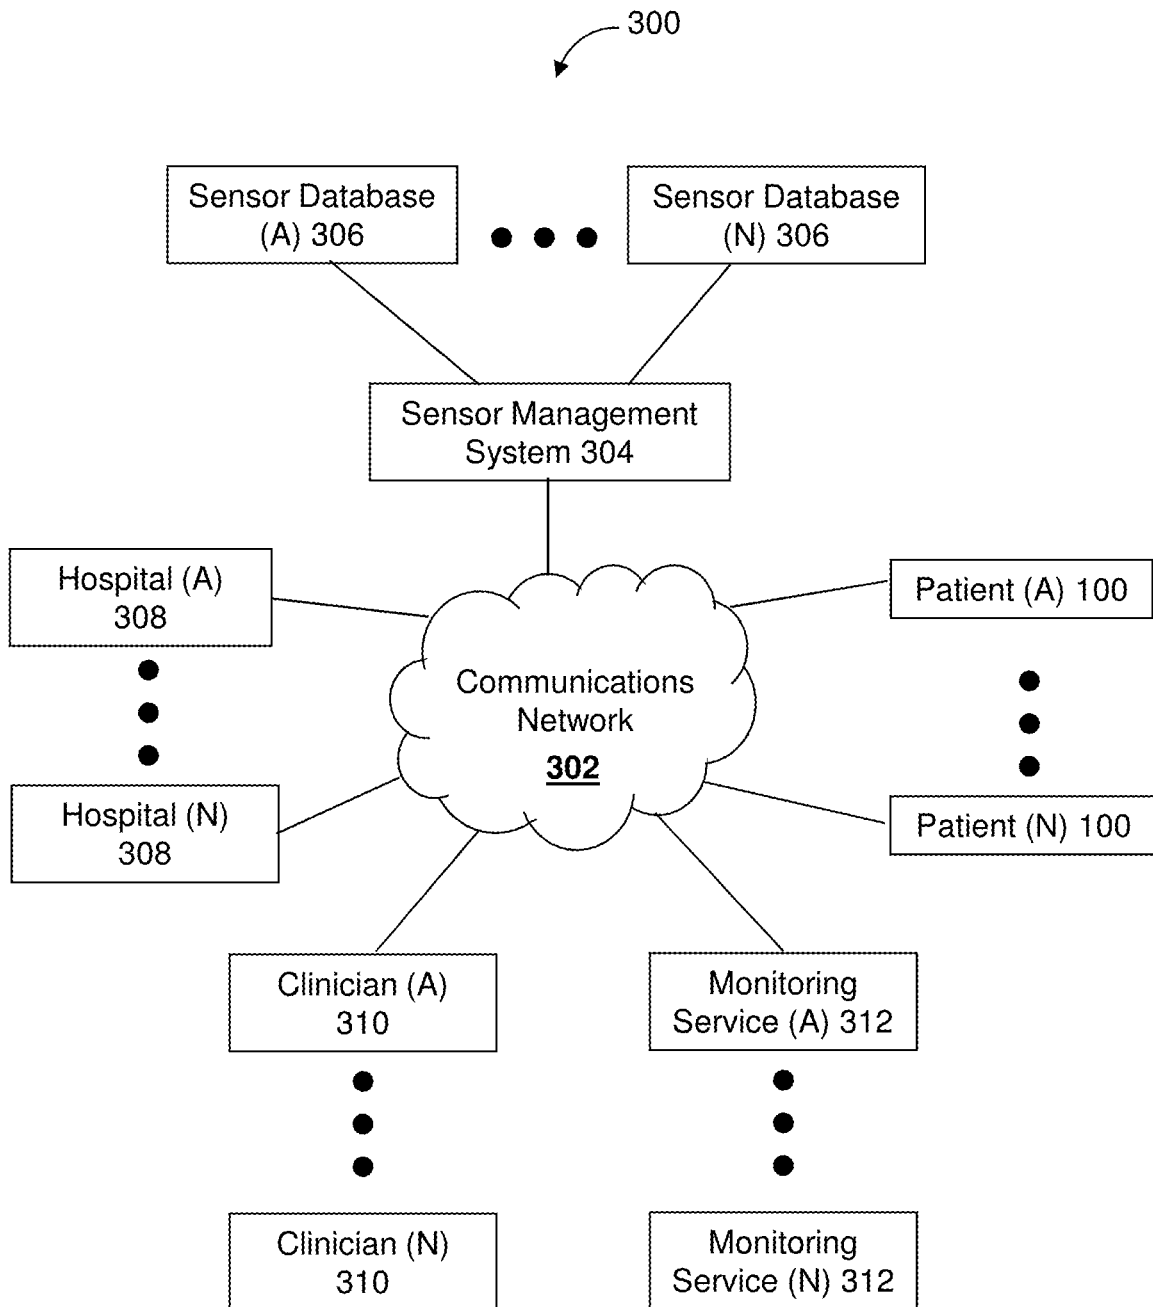 300
Sensor Database
(A) 306
Sensor Database
(N) 306
Sensor Management
System 304
Hospital (A)
308
Patient (A) 100
Communications
Network
302
Hospital (N)
308
Patient (N) 100
Clinician (A)
310
Monitoring
Service (A) 312
Clinician (N)
310
Monitoring
Service (N) 312